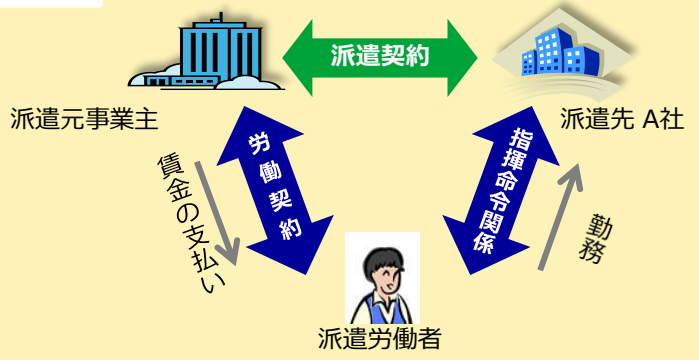 派遣契約
派遣元事業主
派遣先 A社
労働契約
指揮命令関係
賃金の支払い
勤務
派遣労働者